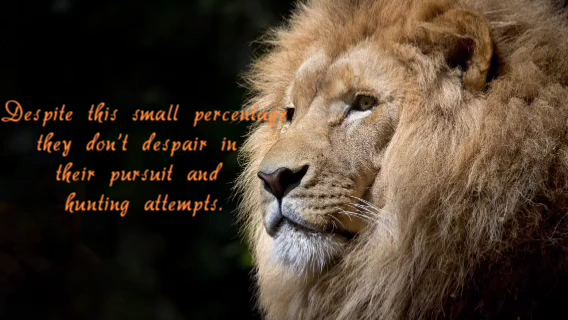 Despite this small percentage
they don't despair in
their pursuit and
hunting attempts.